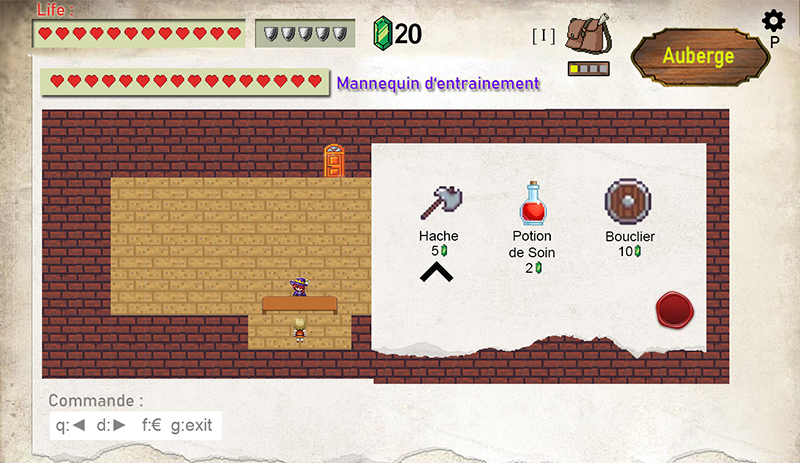 Life:
20
[I]
P
Auberge
Mannequin d'entrainement
Hache
5
Potion
de Soin
2
Bouclier
10
Commande :
q:◄ d:► f:€ g:exit